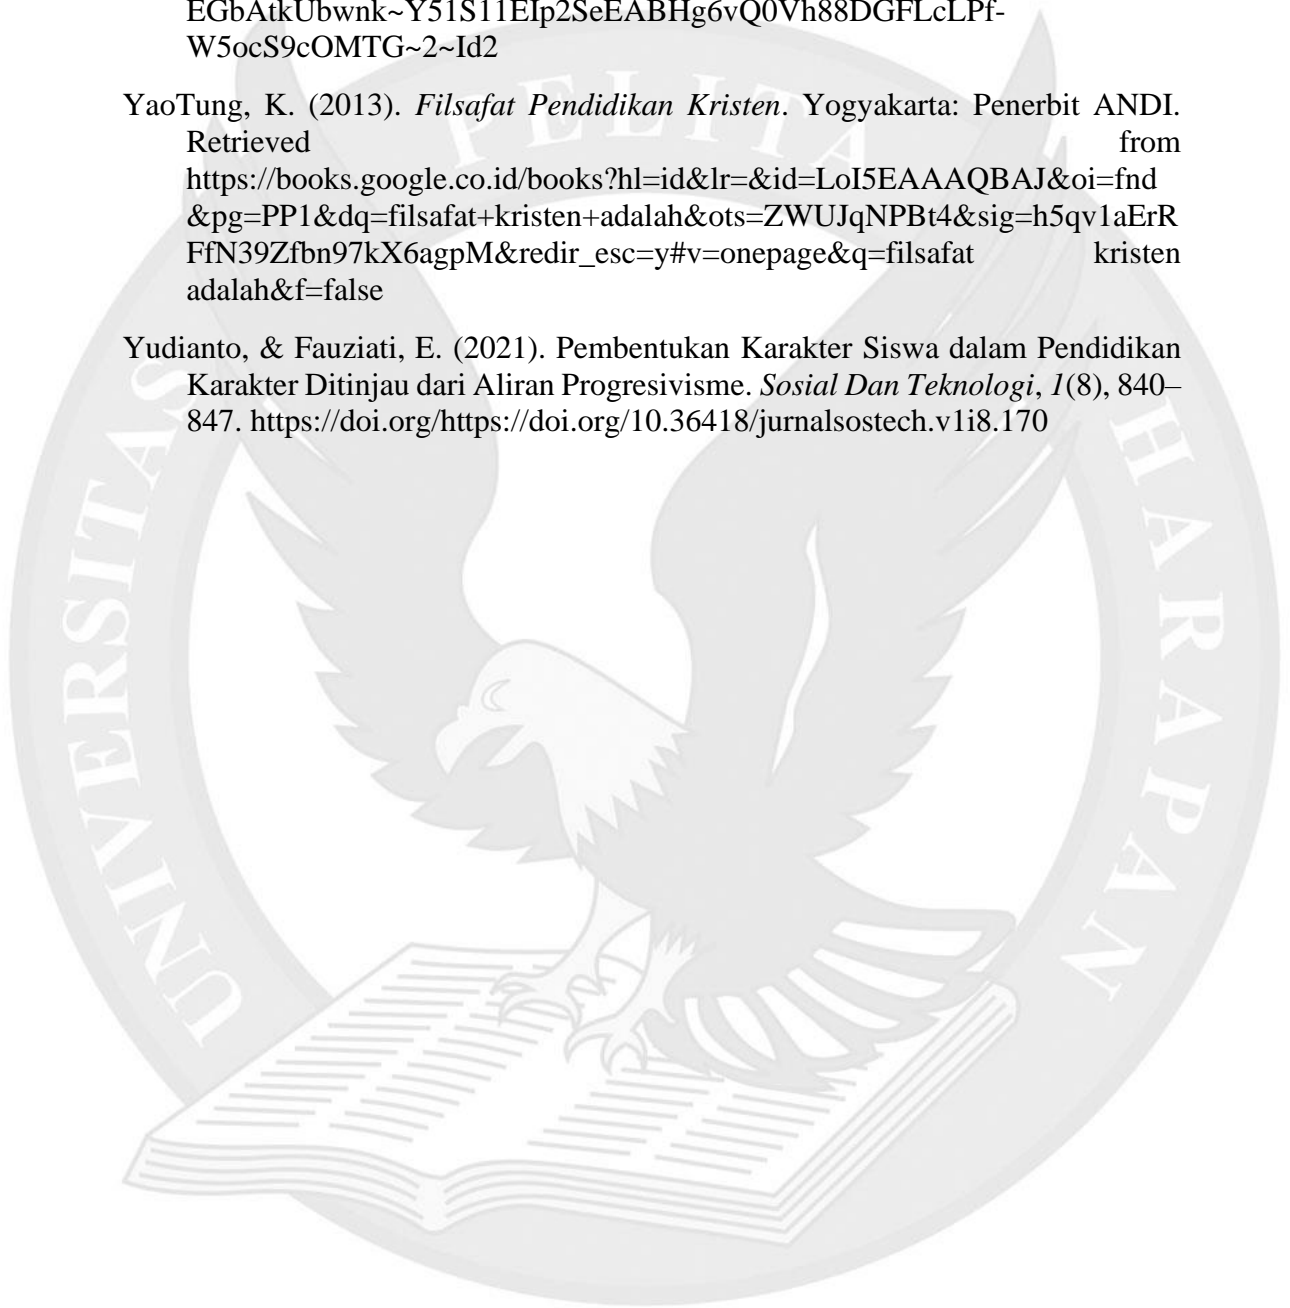 EGbAtkUbwnk~Y51S11EIp2SeEABHg6vQ0Vh88DGFLcLPf-
W5ocS9cOMTG~2~Id2
YaoTung, K. (2013). Filsafat Pendidikan Kristen. Yogyakarta: Penerbit ANDI.
Retrieved from
https://books.google.co.id/books?hl=id&lr=&id=LoI5EAAAQBAJ&oi=fnd
&pg=PP1&dq=filsafat+kristen+adalah&ots=ZWUJqNPBt4&sig=h5qv1aErR
FfN39Zfbn97kX6agpM&redir_esc=y#v=onepage&q=filsafat kristen
adalah&f=false
Yudianto, & Fauziati, E. (2021). Pembentukan Karakter Siswa dalam Pendidikan
Karakter Ditinjau dari Aliran Progresivisme. Sosial Dan Teknologi, 1(8), 840–
847. https://doi.org/https://doi.org/10.36418/jurnalsostech.v1i8.170
UNIVERSITAS PELITA HARAPAN